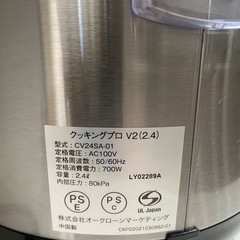 クッキングプロ V2(2.4)
型式：CV24SA-01
定格電圧：AC100V
定格周波数：50/60Hz
定格消費電力：700W
容量：2.4ℓ
内部圧力：80kPa
LY02289A
PS
E
PS
C
UL Japan
株式会社オークローンマーケティング
中国製